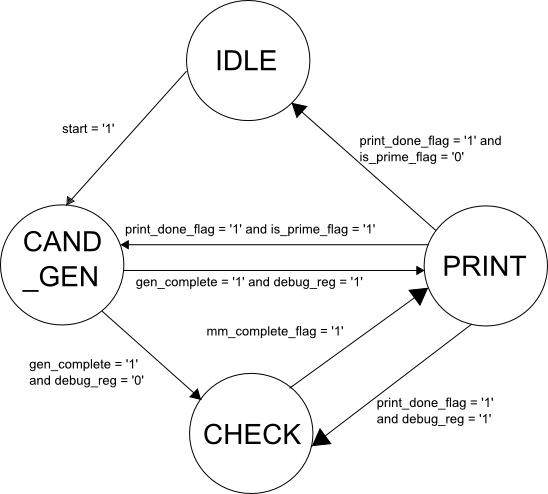 IDLE
start = '1'
print_done_flag = '1' and
is_prime_flag = '0'
CAND
_GEN
print_done_flag = '1' and is_prime_flag = '1'
gen_complete = '1' and debug_reg = '1'
PRINT
mm_complete_flag = '1'
gen_complete = '1'
and debug_reg = '0'
print_done_flag = '1'
and debug_reg = '1'
CHECK